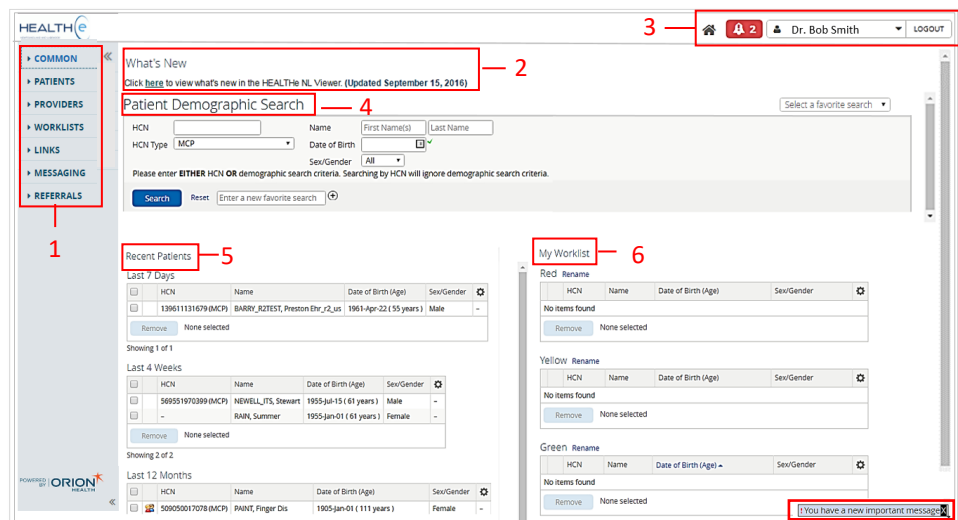 HEALTH e
3
2
Dr. Bob Smith
LOGOUT
COMMON
PATIENTS
PROVIDERS
WORKLISTS
LINKS
MESSAGING
REFERRALS
1
What's New
Click here to view what's new in the HEALTHe NL Viewer. (Updated September 15, 2016)
2
Patient Demographic Search
4
Select a favorite search
HCN Name First Name(s) Last Name
HCN Type MCP Date of Birth
Sex/Gender All
Please enter EITHER HCN OR demographic search criteria. Searching by HCN will ignore demographic search criteria.
Search Reset Enter a new favorite search
Recent Patients
5
Last 7 Days
HCN Name Date of Birth (Age) Sex/Gender
139611131679 (MCP) BARRY_R2TEST, Preston Ehr_r2_us 1961-Apr-22 ( 55 years ) Male –
Remove None selected
Showing 1 of 1
Last 4 Weeks
HCN Name Date of Birth (Age) Sex/Gender
569551970399 (MCP) NEWELL_ITS, Stewart 1955-Jul-15 ( 61 years ) Male –
– RAIN, Summer 1955-Jan-01 ( 61 years ) Female –
Remove None selected
Showing 2 of 2
Last 12 Months
HCN Name Date of Birth (Age) Sex/Gender
509050017078 (MCP) PAINT, Finger Dis 1905-Jan-01 ( 111 years ) Female –
My Worklist
6
Red Rename
HCN Name Date of Birth (Age) Sex/Gender
No items found
Remove None selected
Yellow Rename
HCN Name Date of Birth (Age) Sex/Gender
No items found
Remove None selected
Green Rename
HCN Name Date of Birth (Age) Sex/Gender
No items found
Remove None selected
! You have a new important message X
POWERED BY ORION HEALTH